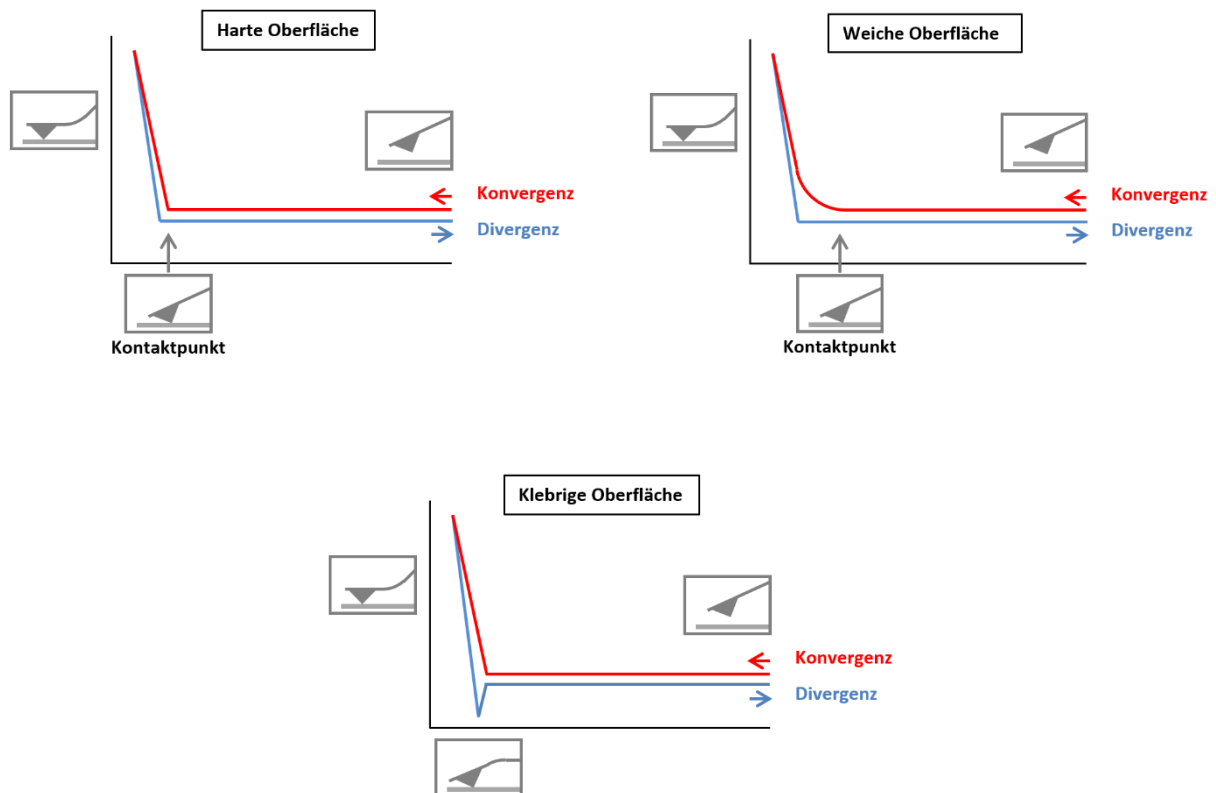 Harte Oberfläche
Konvergenz
Divergenz
Kontaktpunkt
Weiche Oberfläche
Konvergenz
Divergenz
Kontaktpunkt
Klebrige Oberfläche
Konvergenz
Divergenz